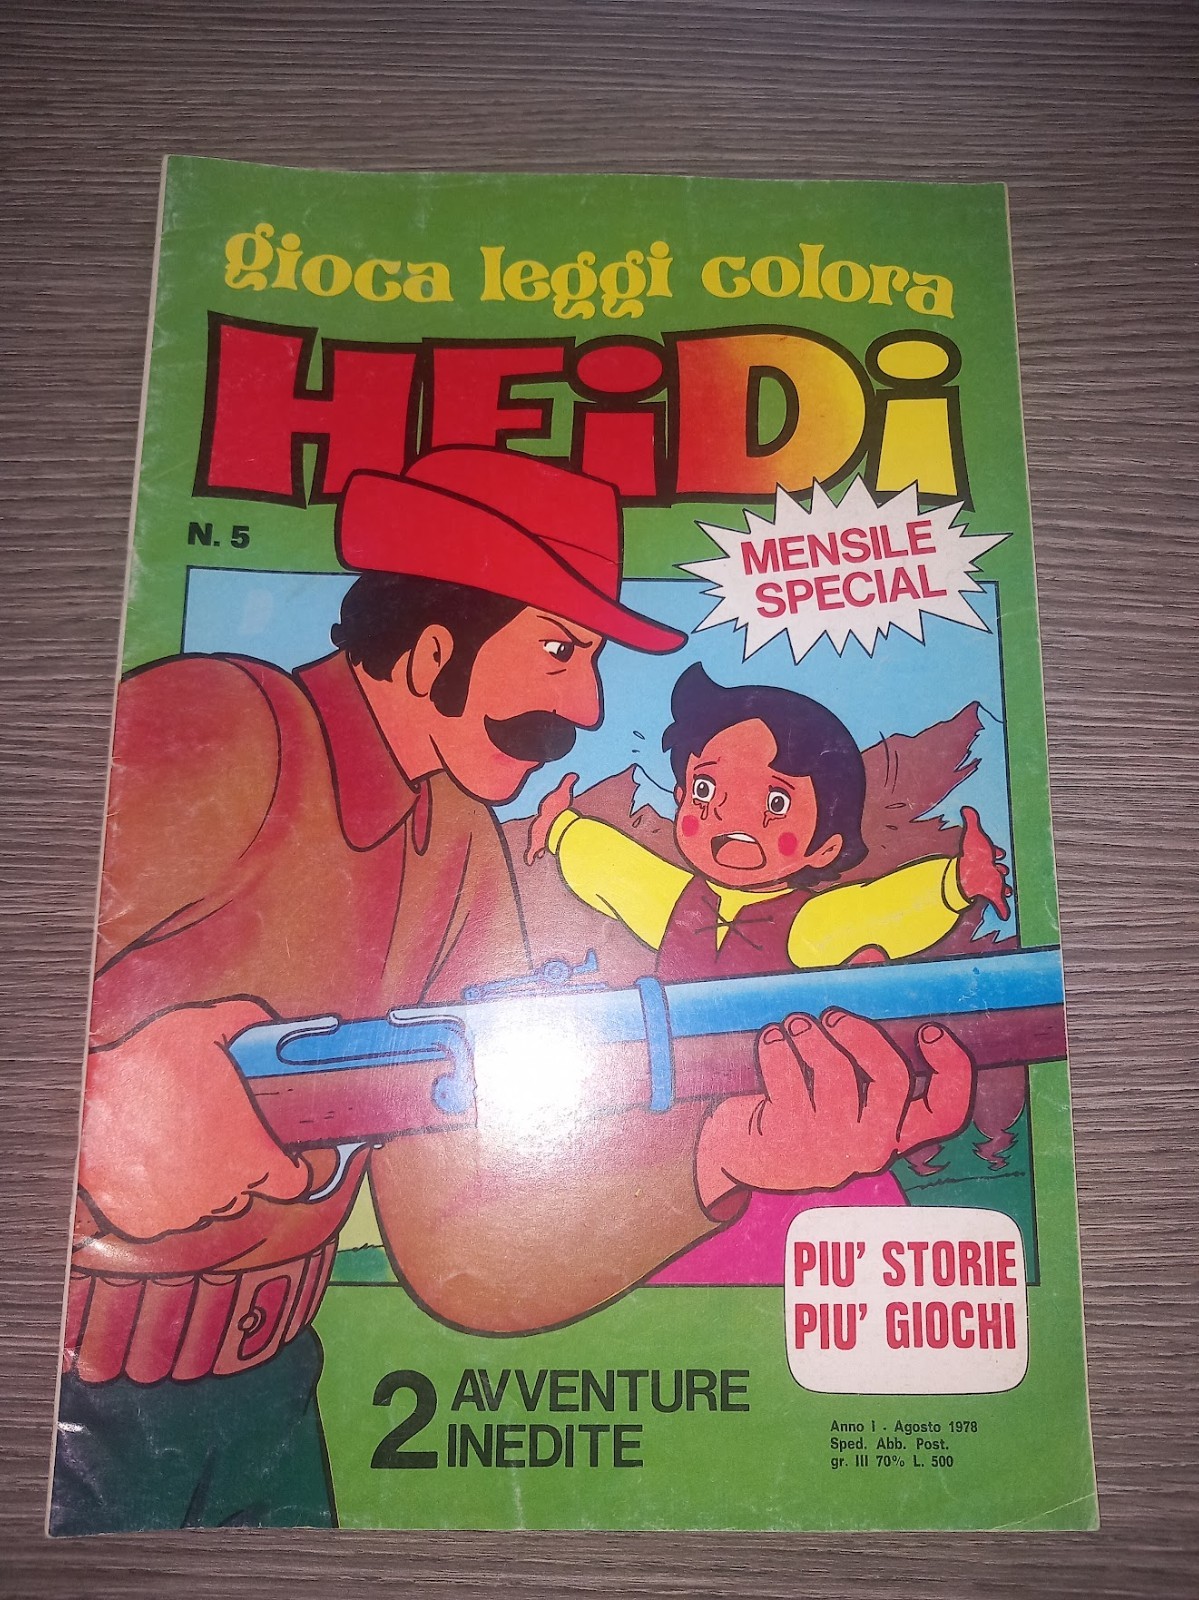 gioca leggi colora
HEiDi
N. 5
MENSILE
SPECIAL
PIU' STORIE
PIU' GIOCHI
2 AVVENTURE
INEDITE
Anno I - Agosto 1978
Sped. Abb. Post.
gr. III 70% L. 500